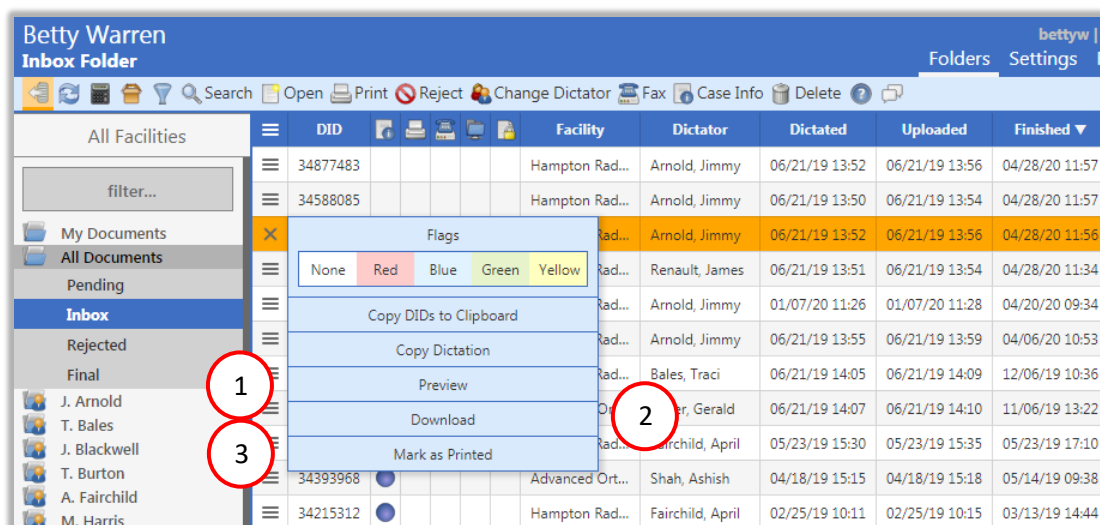 Betty Warren
bettyw |
Inbox Folder
Folders Settings
Search Open Print Reject Change Dictator Fax Case Info Delete
All Facilities
filter...
My Documents
All Documents
Pending
Inbox
Rejected
Final
J. Arnold
T. Bales
J. Blackwell
T. Burton
A. Fairchild
M. Harris
DID Facility Dictator Dictated Uploaded Finished ▼
34877483 Hampton Rad... Arnold, Jimmy 06/21/19 13:52 06/21/19 13:56 04/28/20 11:57
34588085 Hampton Rad... Arnold, Jimmy 06/21/19 13:50 06/21/19 13:54 04/28/20 11:57
Rad... Arnold, Jimmy 06/21/19 13:52 06/21/19 13:56 04/28/20 11:56
Rad... Renault, James 06/21/19 13:51 06/21/19 13:54 04/28/20 11:34
Rad... Arnold, Jimmy 01/07/20 11:26 01/07/20 11:28 04/20/20 09:34
Rad... Arnold, Jimmy 06/21/19 13:55 06/21/19 13:59 04/06/20 10:53
Rad... Bales, Traci 06/21/19 14:05 06/21/19 14:09 12/06/19 10:36
er, Gerald 06/21/19 14:07 06/21/19 14:10 11/06/19 13:22
Rad... Fairchild, April 05/23/19 15:30 05/23/19 15:35 05/23/19 17:10
34393968 Advanced Ort... Shah, Ashish 04/18/19 15:15 04/18/19 15:18 05/14/19 09:38
34215312 Hampton Rad... Fairchild, April 02/25/19 10:11 02/25/19 10:15 03/13/19 14:44
Flags
None Red Blue Green Yellow
Copy DIDs to Clipboard
Copy Dictation
Preview
Download
Mark as Printed
1
2
3